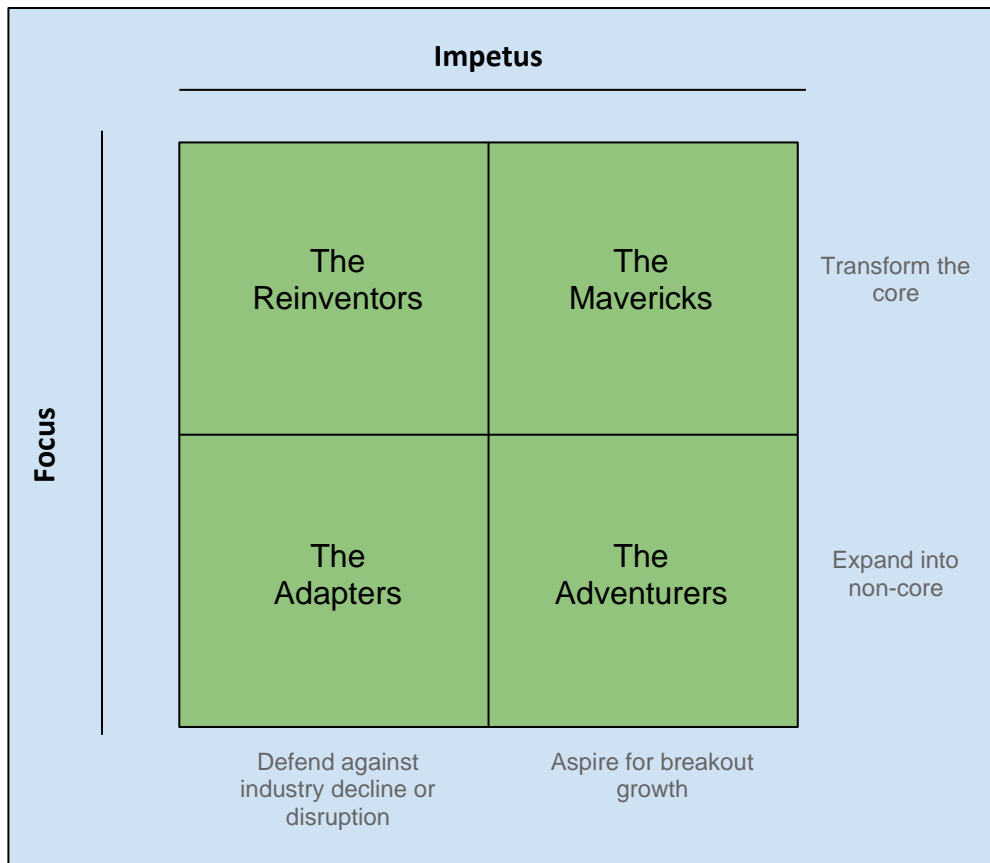 Impetus
Focus
The
Reinventors
The
Mavericks
Transform the
core
The
Adapters
The
Adventurers
Expand into
non-core
Defend against
industry decline or
disruption
Aspire for breakout
growth